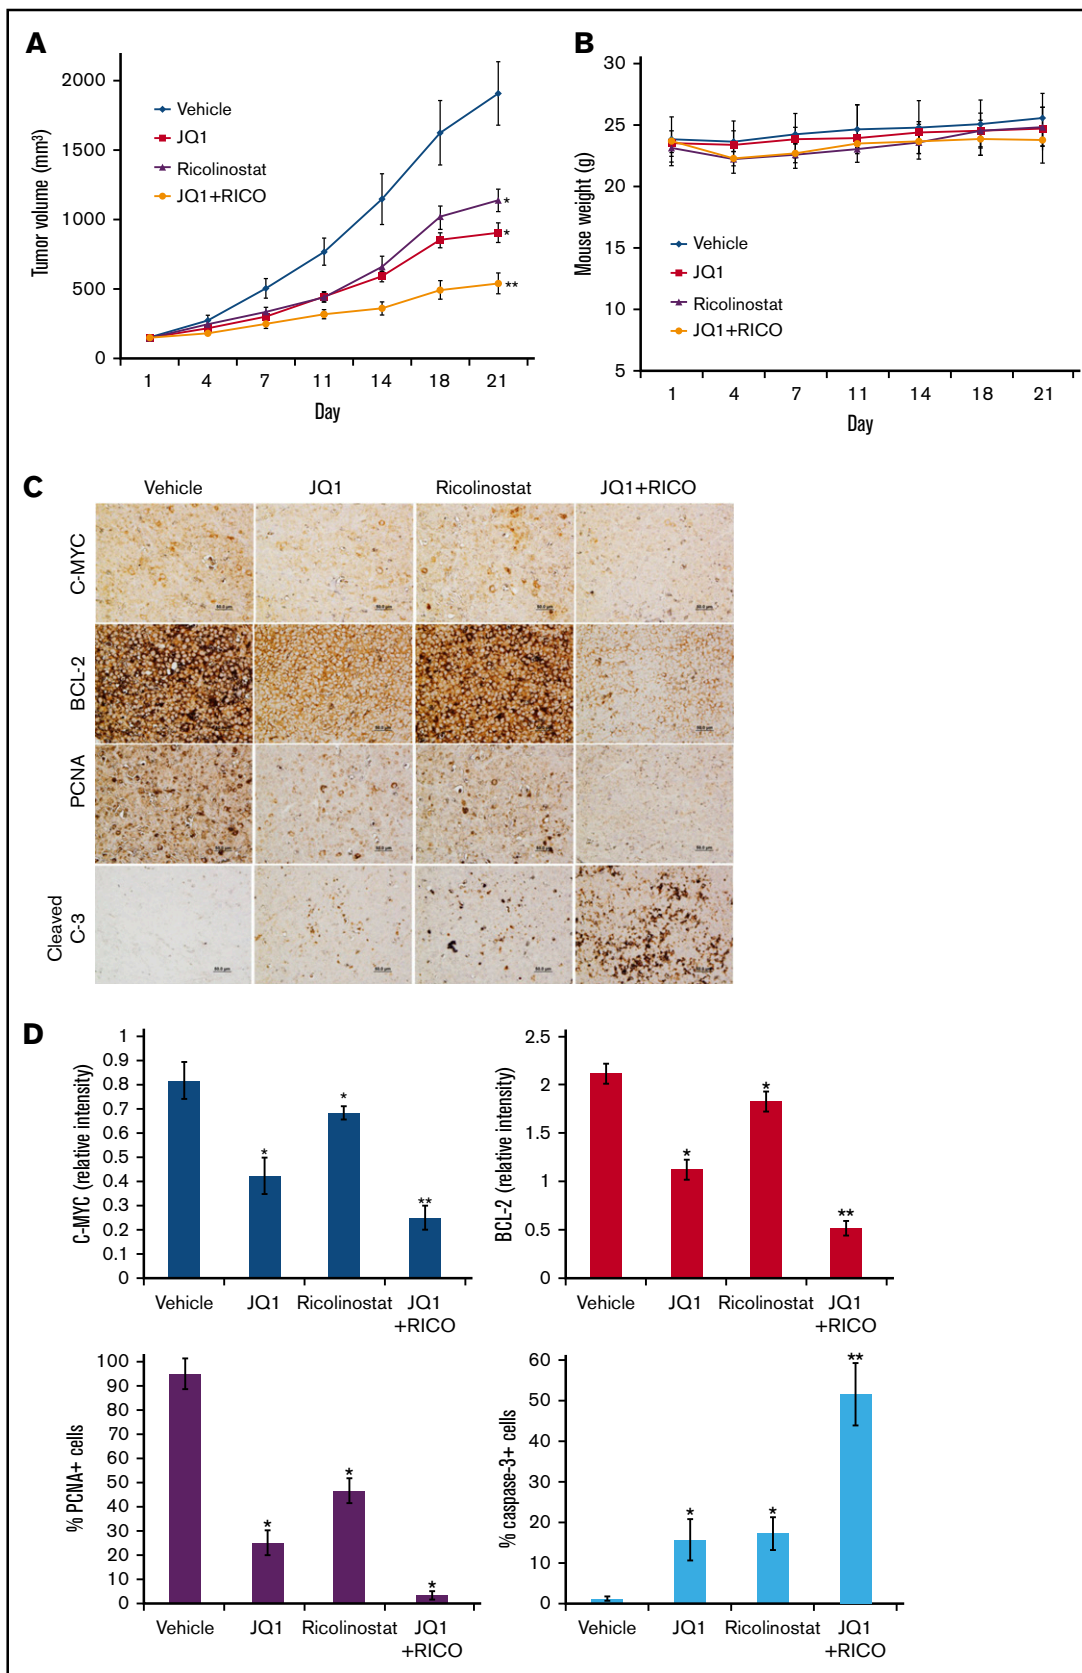 A
Tumor volume (mm³)
2000
1500
1000
500
0
Vehicle
JQ1
Ricolinostat
JQ1+RICO
*
*
**
1 4 7 11 14 18 21
Day
B
Mouse weight (g)
30
25
20
15
10
5
Vehicle
JQ1
Ricolinostat
JQ1+RICO
1 4 7 11 14 18 21
Day
C
Vehicle JQ1 Ricolinostat JQ1+RICO
C-MYC
BCL-2
PCNA
Cleaved
C-3
D
C-MYC (relative intensity)
1
0.9
0.8
0.7
0.6
0.5
0.4
0.3
0.2
0.1
0
* * **
Vehicle JQ1 Ricolinostat JQ1
+RICO
BCL-2 (relative intensity)
2.5
2
1.5
1
0.5
0
* * **
Vehicle JQ1 Ricolinostat JQ1
+RICO
% PCNA+ cells
100
90
80
70
60
50
40
30
20
10
0
* * *
Vehicle JQ1 Ricolinostat JQ1
+RICO
% caspase-3+ cells
60
50
40
30
20
10
0
* * **
Vehicle JQ1 Ricolinostat JQ1
+RICO